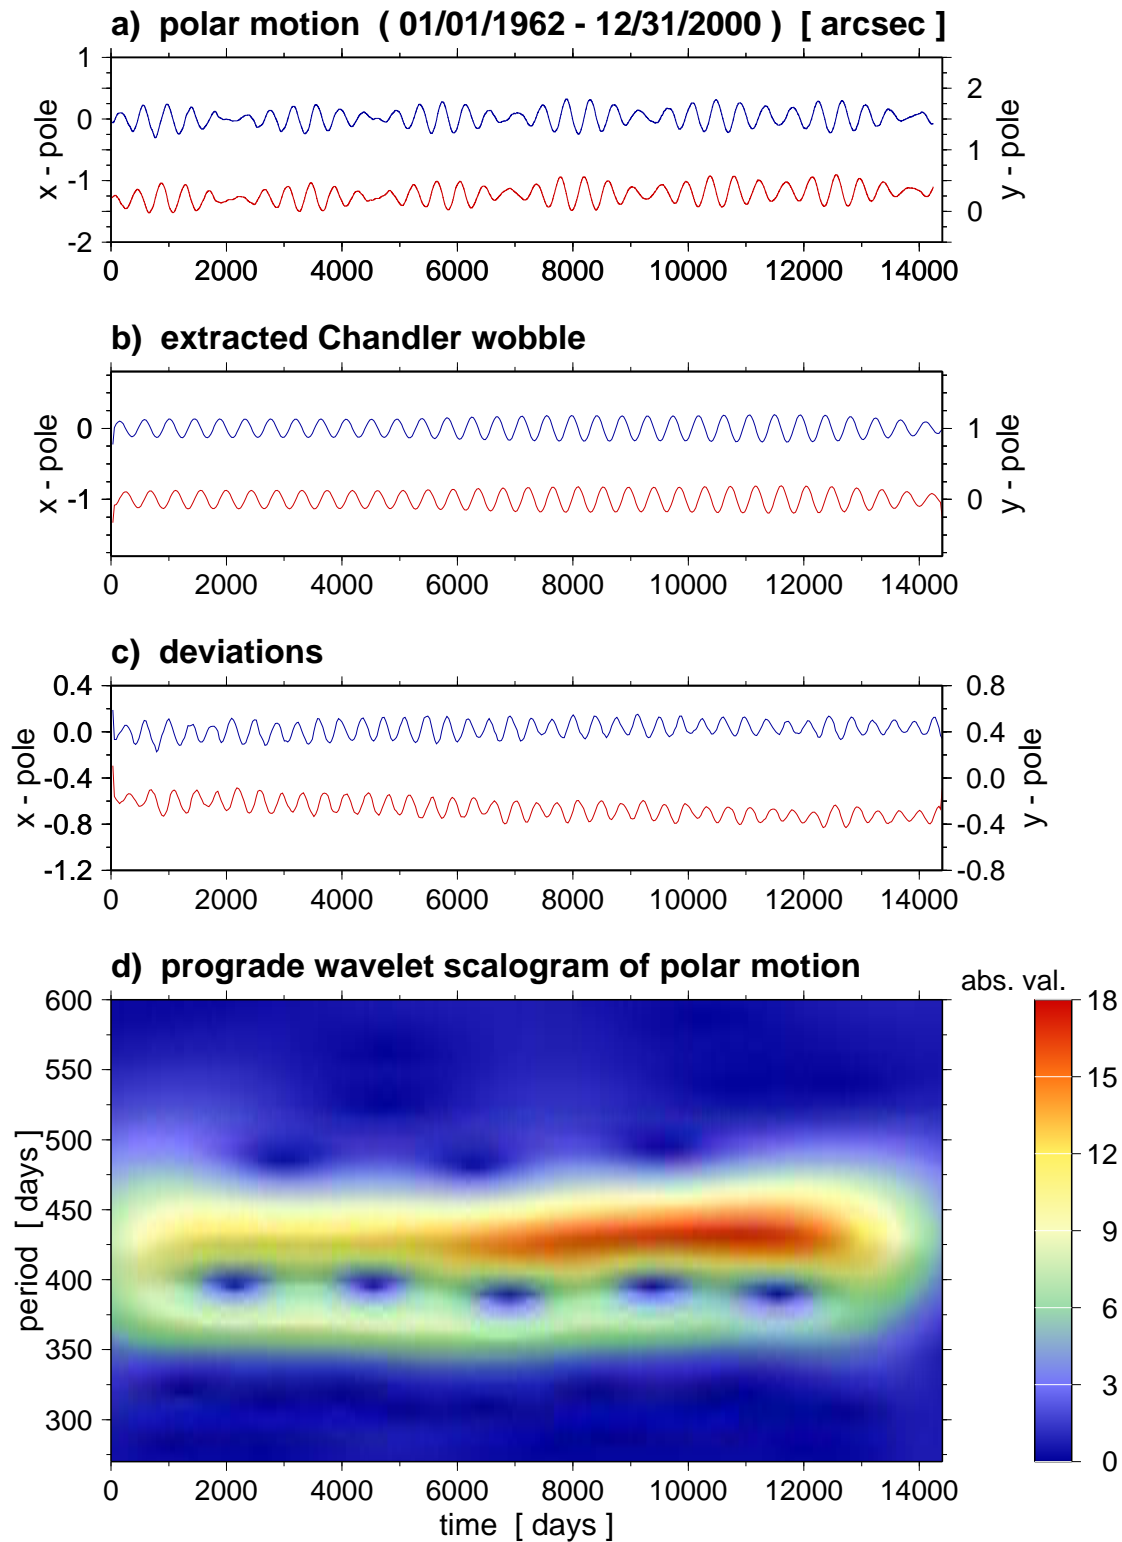 a) polar motion ( 01/01/1962 - 12/31/2000 ) [ arcsec ]
1
0
-1
-2
x - pole
2
1
0
y - pole
0 2000 4000 6000 8000 10000 12000 14000
b) extracted Chandler wobble
0
-1
x - pole
1
0
y - pole
0 2000 4000 6000 8000 10000 12000 14000
c) deviations
0.4
0.0
-0.4
-0.8
-1.2
x - pole
0.8
0.4
0.0
-0.4
-0.8
y - pole
0 2000 4000 6000 8000 10000 12000 14000
d) prograde wavelet scalogram of polar motion
abs. val.
600
550
500
450
400
350
300
period [ days ]
18
15
12
9
6
3
0
0 2000 4000 6000 8000 10000 12000 14000
time [ days ]